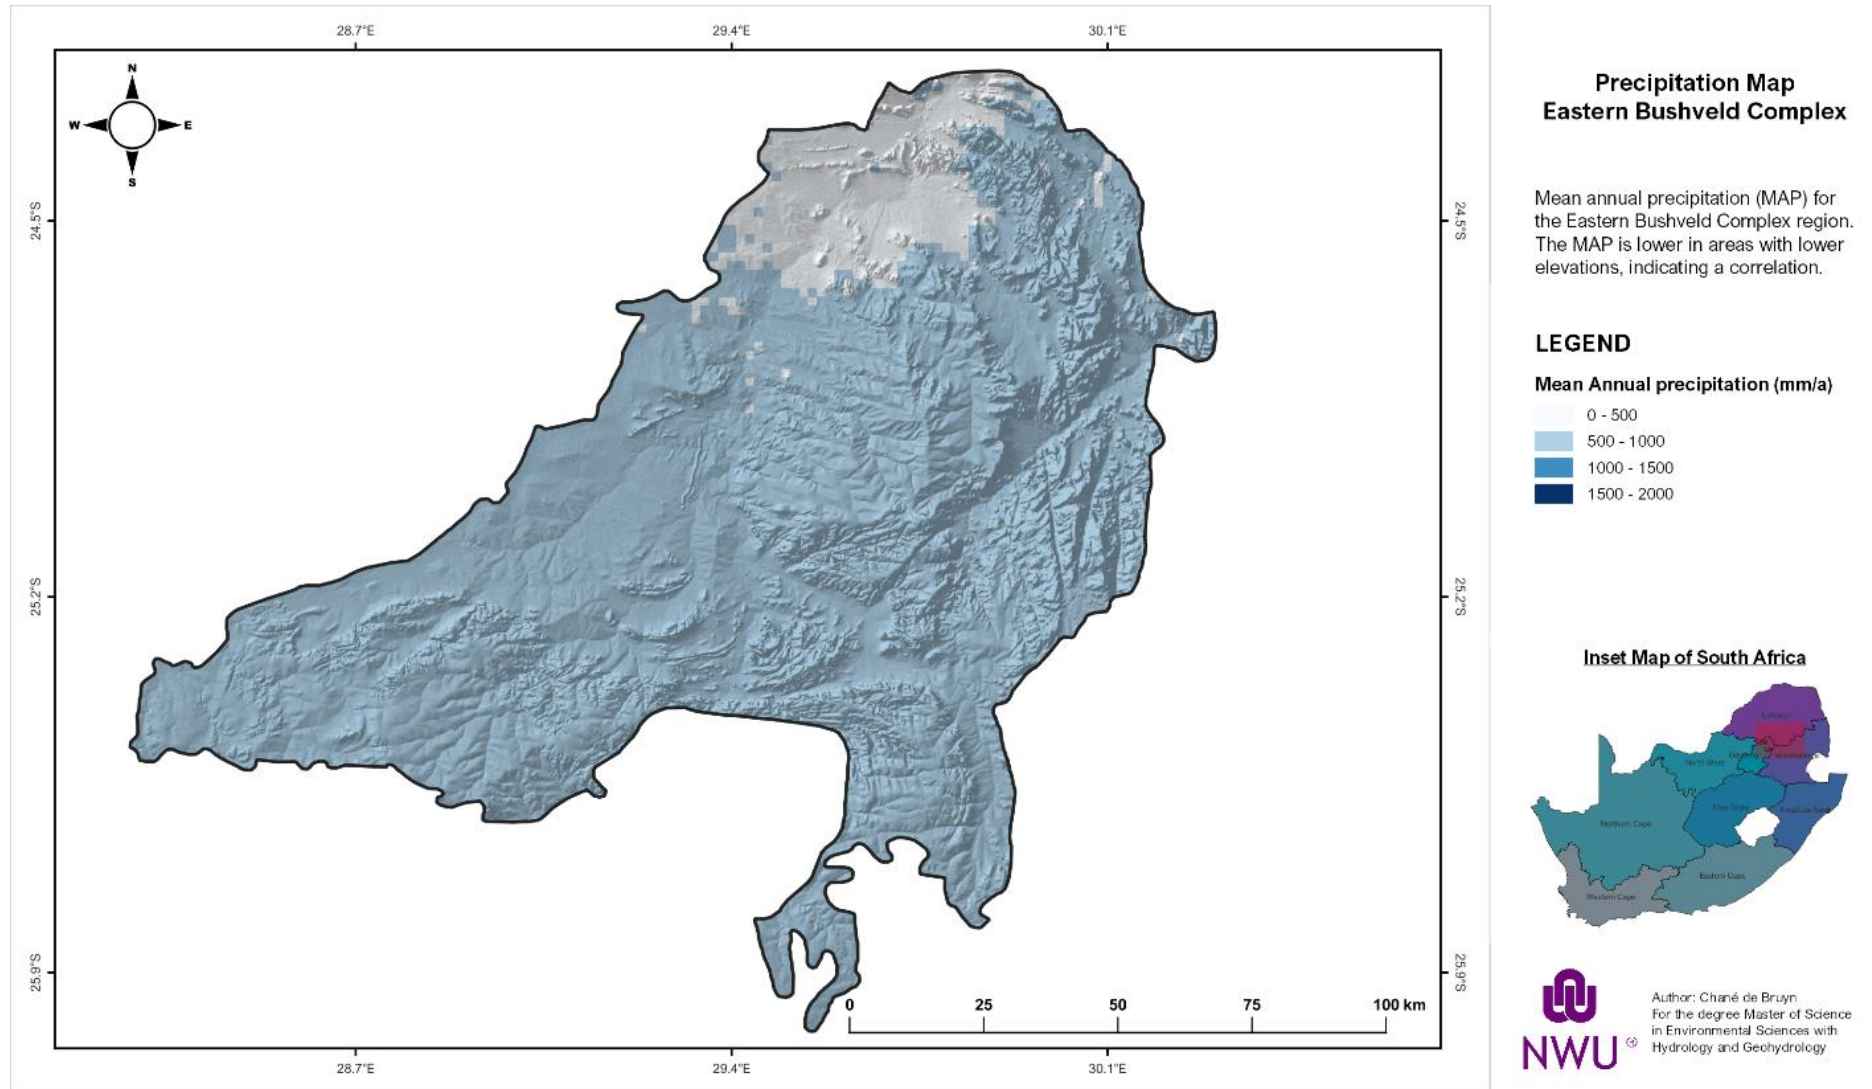 28.7°E
29.4°E
30.1°E
N
W
E
S
24.5°S
24.5°S
25.2°S
25.2°S
25.9°S
25.9°S
0
25
50
75
100 km
28.7°E
29.4°E
30.1°E
Precipitation Map
Eastern Bushveld Complex
Mean annual precipitation (MAP) for
the Eastern Bushveld Complex region.
The MAP is lower in areas with lower
elevations, indicating a correlation.
LEGEND
Mean Annual precipitation (mm/a)
0 - 500
500 - 1000
1000 - 1500
1500 - 2000
Inset Map of South Africa
Limpopo
North West
Free State
Northern Cape
Eastern Cape
Western Cape
NWU
Author: Chané de Bruyn
For the degree Master of Science
in Environmental Sciences with
Hydrology and Geohydrology